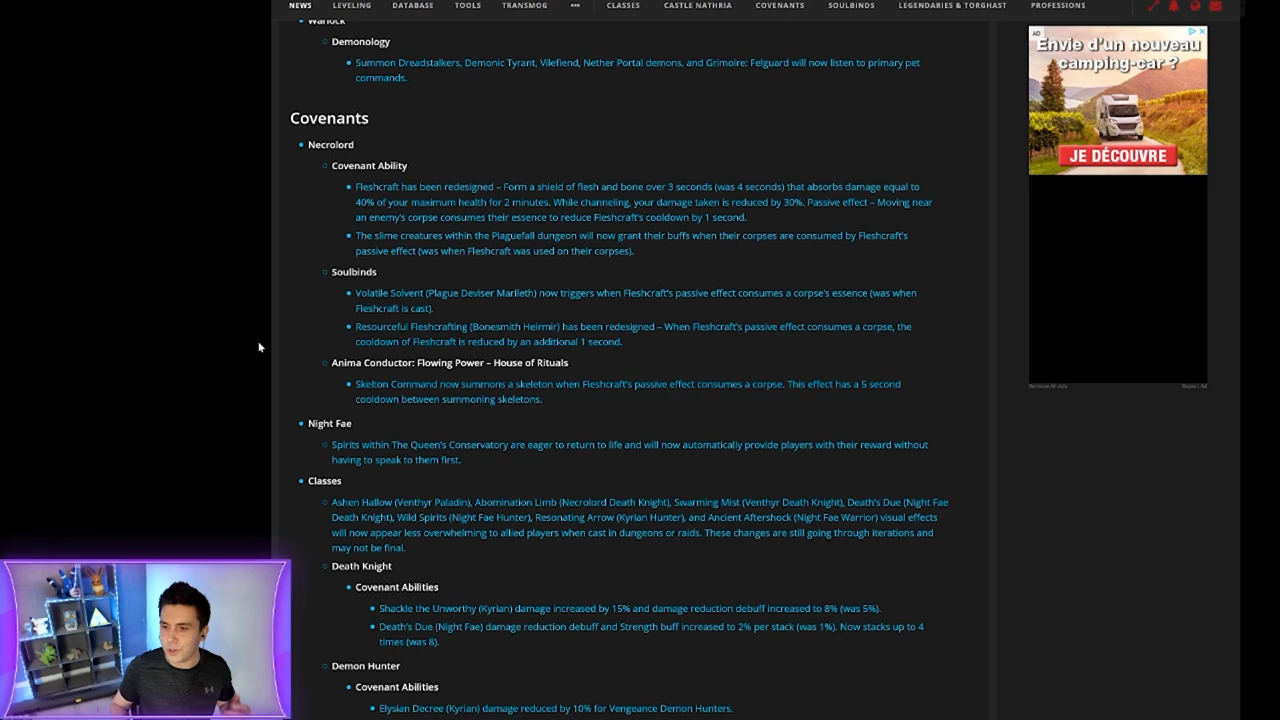 NEWS LEVELING DATABASE TOOLS TRANSMOG ••• CLASSES CASTLE NATHRIA COVENANTS SOULBINDS LEGENDARIES & TORGHAST PROFESSIONS
Warlock
Demonology
Summon Dreadstalkers, Demonic Tyrant, Vilefiend, Nether Portal demons, and Grimoire: Felguard will now listen to primary pet
commands.
Covenants
Necrolord
Covenant Ability
Fleshcraft has been redesigned – Form a shield of flesh and bone over 3 seconds (was 4 seconds) that absorbs damage equal to
40% of your maximum health for 2 minutes. While channeling, your damage taken is reduced by 30%. Passive effect – Moving near
an enemy's corpse consumes their essence to reduce Fleshcraft's cooldown by 1 second.
The slime creatures within the Plaguefall dungeon will now grant their buffs when their corpses are consumed by Fleshcraft's
passive effect (was when Fleshcraft was used on their corpses).
Soulbinds
Volatile Solvent (Plague Deviser Marileth) now triggers when Fleshcraft's passive effect consumes a corpse's essence (was when
Fleshcraft is cast).
Resourceful Fleshcrafting (Bonesmith Heirmir) has been redesigned – When Fleshcraft's passive effect consumes a corpse, the
cooldown of Fleshcraft is reduced by an additional 1 second.
Anima Conductor: Flowing Power – House of Rituals
Skelton Command now summons a skeleton when Fleshcraft's passive effect consumes a corpse. This effect has a 5 second
cooldown between summoning skeletons.
Night Fae
Spirits within The Queen's Conservatory are eager to return to life and will now automatically provide players with their reward without
having to speak to them first.
Classes
Ashen Hallow (Venthyr Paladin), Abomination Limb (Necrolord Death Knight), Swarming Mist (Venthyr Death Knight), Death's Due (Night Fae
Death Knight), Wild Spirits (Night Fae Hunter), Resonating Arrow (Kyrian Hunter), and Ancient Aftershock (Night Fae Warrior) visual effects
will now appear less overwhelming to allied players when cast in dungeons or raids. These changes are still going through iterations and
may not be final.
Death Knight
Covenant Abilities
Shackle the Unworthy (Kyrian) damage increased by 15% and damage reduction debuff increased to 8% (was 5%).
Death's Due (Night Fae) damage reduction debuff and Strength buff increased to 2% per stack (was 1%). Now stacks up to 4
times (was 8).
Demon Hunter
Covenant Abilities
Elysian Decree (Kyrian) damage reduced by 10% for Vengeance Demon Hunters.
AD
Envie d'un nouveau
camping-car ?
JE DÉCOUVRE
Remove All Ads Report Ad